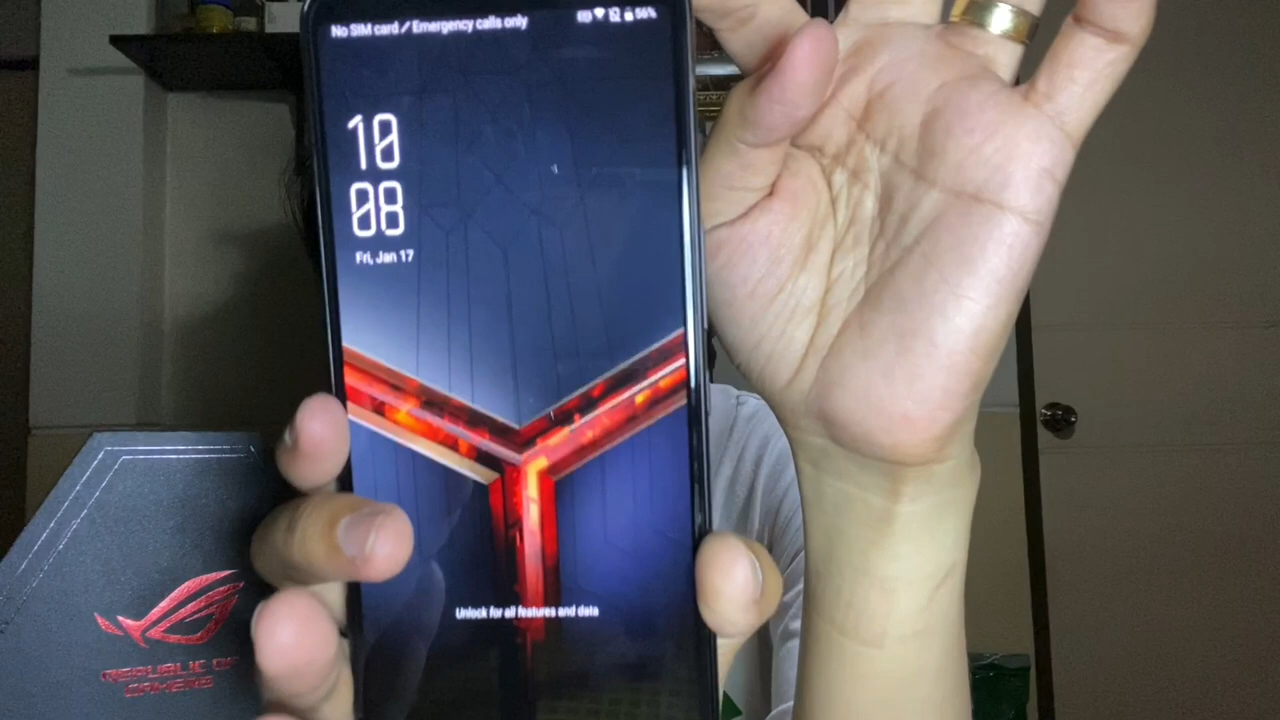 No SIM card / Emergency calls only
56%
10
08
Fri, Jan 17
Unlock for all features and data
REPUBLIC OF
GAMERS